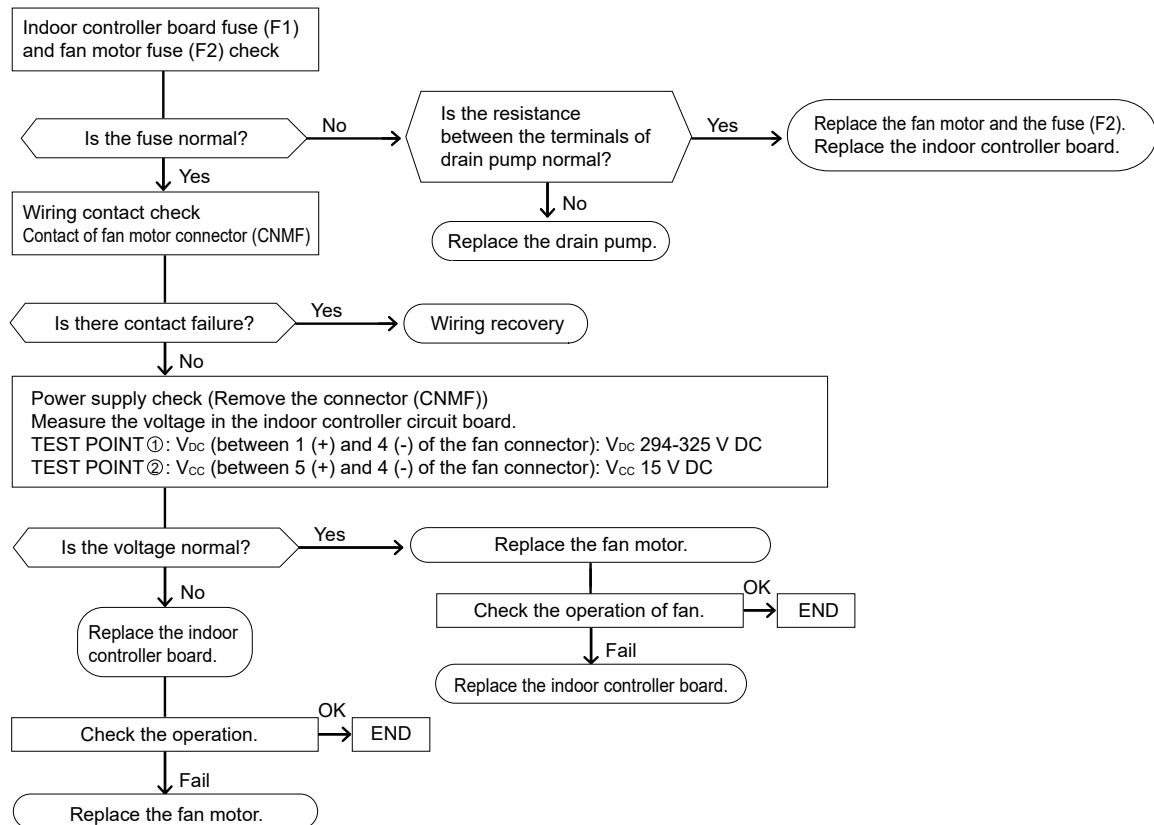 Indoor controller board fuse (F1)
and fan motor fuse (F2) check
Is the fuse normal?
No
Is the resistance
between the terminals of
drain pump normal?
Yes
Replace the fan motor and the fuse (F2).
Replace the indoor controller board.
Yes
No
Replace the drain pump.
Wiring contact check
Contact of fan motor connector (CNMF)
Is there contact failure?
Yes
Wiring recovery
No
Power supply check (Remove the connector (CNMF))
Measure the voltage in the indoor controller circuit board.
TEST POINT ①: VDC (between 1 (+) and 4 (-) of the fan connector): VDC 294-325 V DC
TEST POINT ②: VCC (between 5 (+) and 4 (-) of the fan connector): VCC 15 V DC
Is the voltage normal?
Yes
Replace the fan motor.
Check the operation of fan.
OK
END
Fail
Replace the indoor controller board.
No
Replace the indoor
controller board.
Check the operation.
OK
END
Fail
Replace the fan motor.